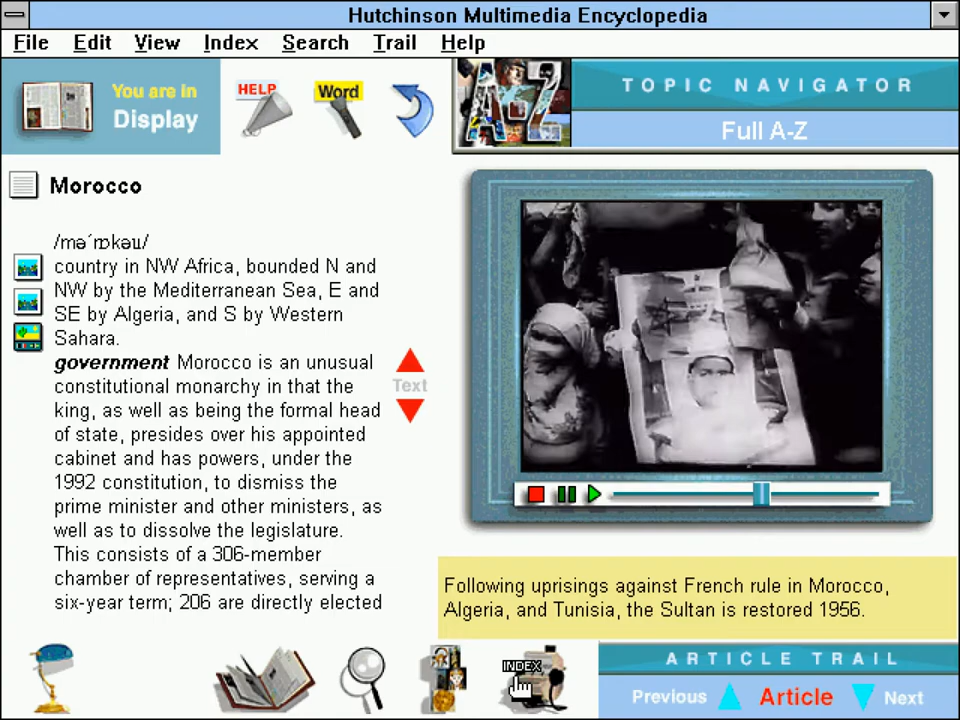 Hutchinson Multimedia Encyclopedia
File Edit View Index Search Trail Help
You are in
Display
HELP
Word
A-Z
TOPIC NAVIGATOR
Full A-Z
Morocco
/məˊrɒkəʊ/
country in NW Africa, bounded N and
NW by the Mediterranean Sea, E and
SE by Algeria, and S by Western
Sahara.
government Morocco is an unusual
constitutional monarchy in that the
king, as well as being the formal head
of state, presides over his appointed
cabinet and has powers, under the
1992 constitution, to dismiss the
prime minister and other ministers, as
well as to dissolve the legislature.
This consists of a 306-member
chamber of representatives, serving a
six-year term; 206 are directly elected
Text
Following uprisings against French rule in Morocco,
Algeria, and Tunisia, the Sultan is restored 1956.
INDEX
ARTICLE TRAIL
Previous Article Next